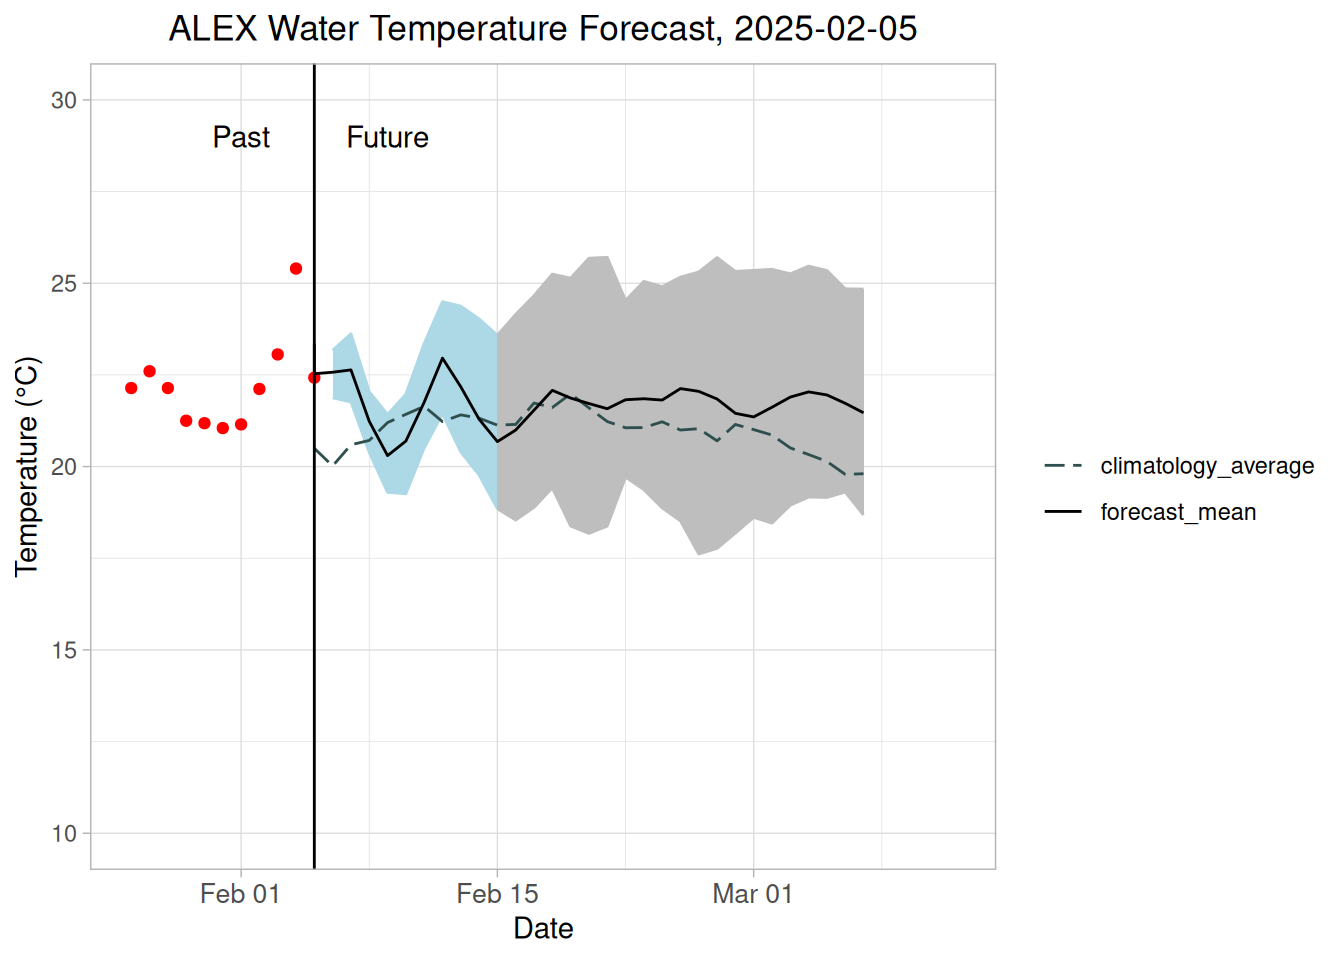 ALEX Water Temperature Forecast, 2025-02-05
30
25
20
15
10
Temperature (°C)
Past
Future
Feb 01
Feb 15
Mar 01
Date
climatology_average
forecast_mean